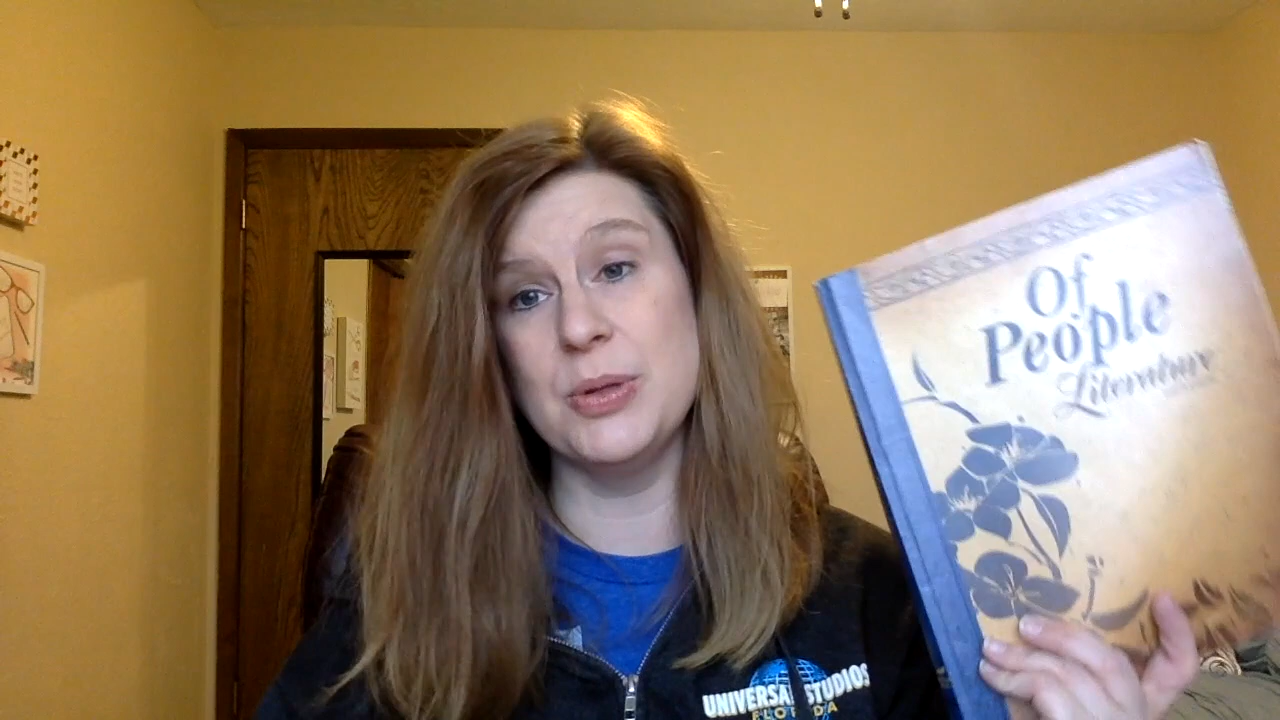 Of
People
Literature
UNIVERSAL STUDIOS
FLORIDA